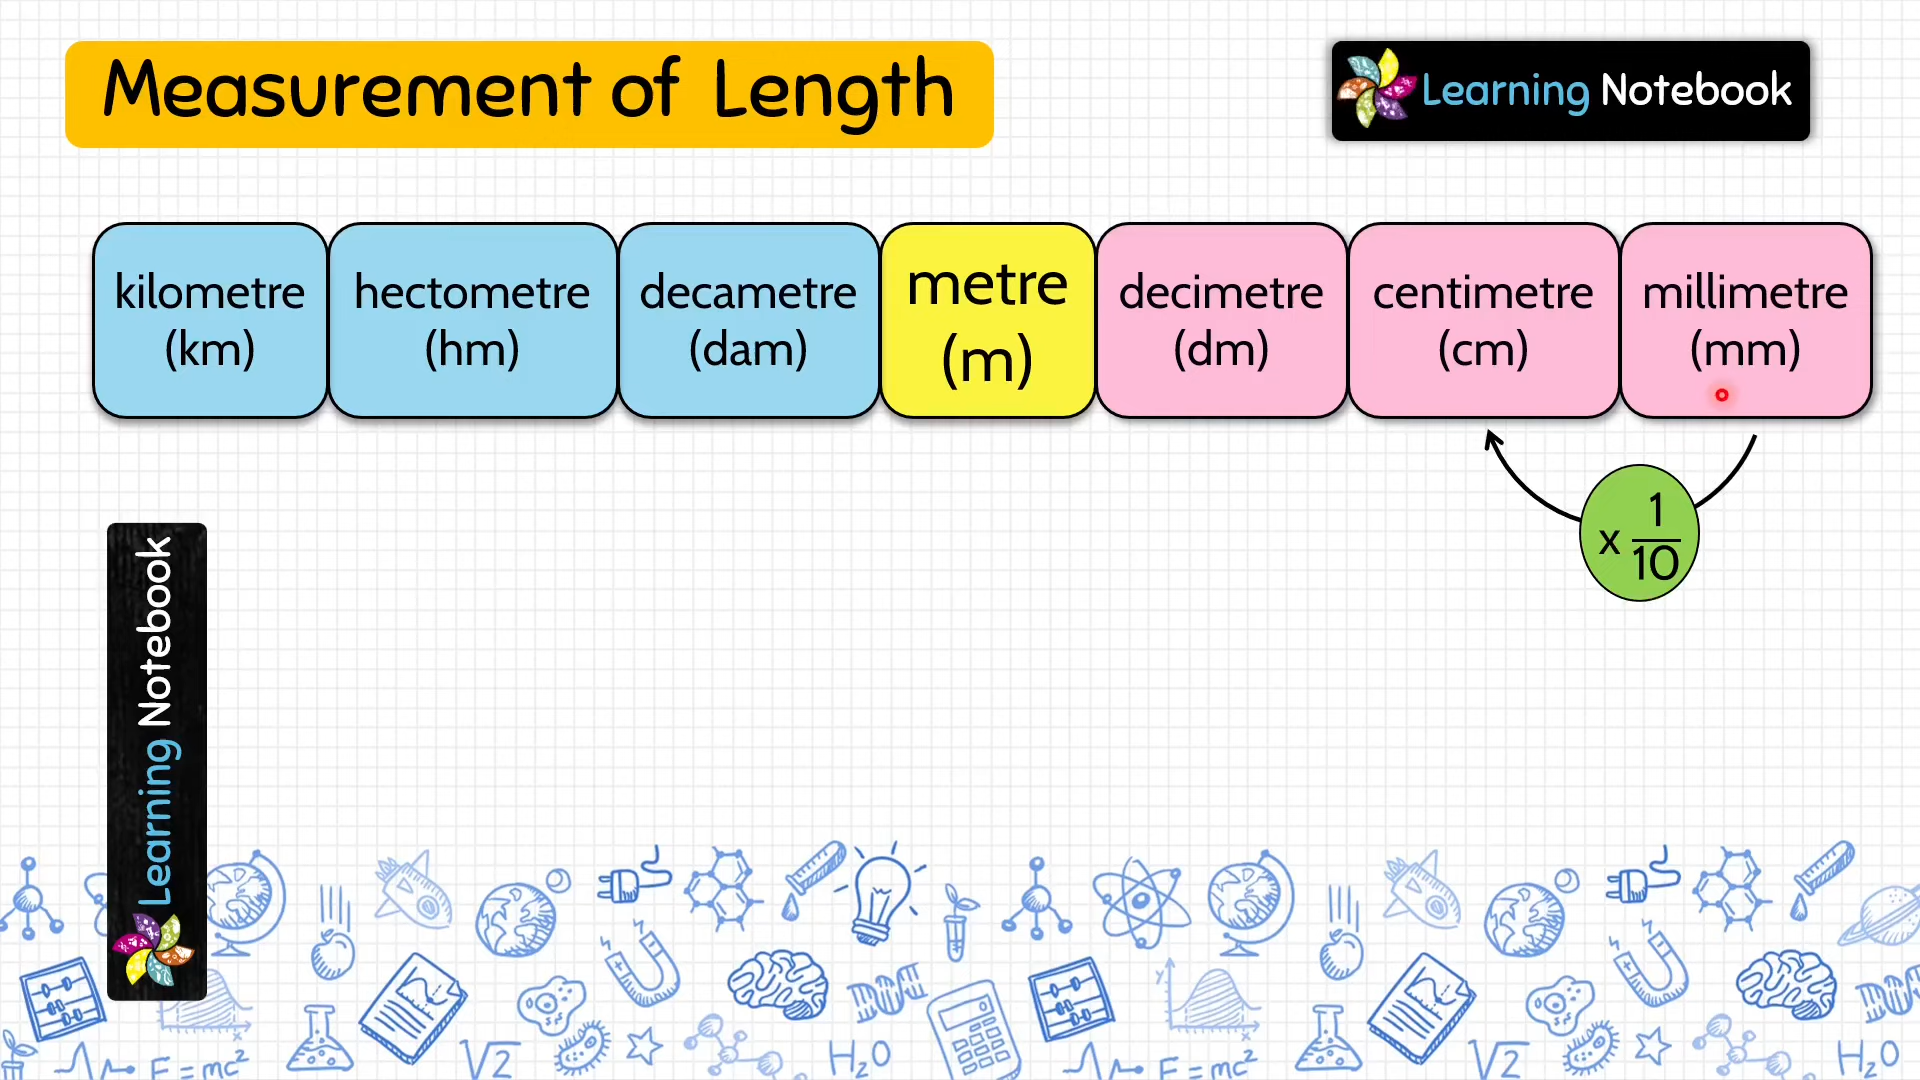 Measurement of Length
Learning Notebook
kilometre
(km)
hectometre
(hm)
decametre
(dam)
metre
(m)
decimetre
(dm)
centimetre
(cm)
millimetre
(mm)
x 1/10
Learning Notebook
F = mc²
√2
H₂O
F = mc²
√2
H₂O
y
x
x